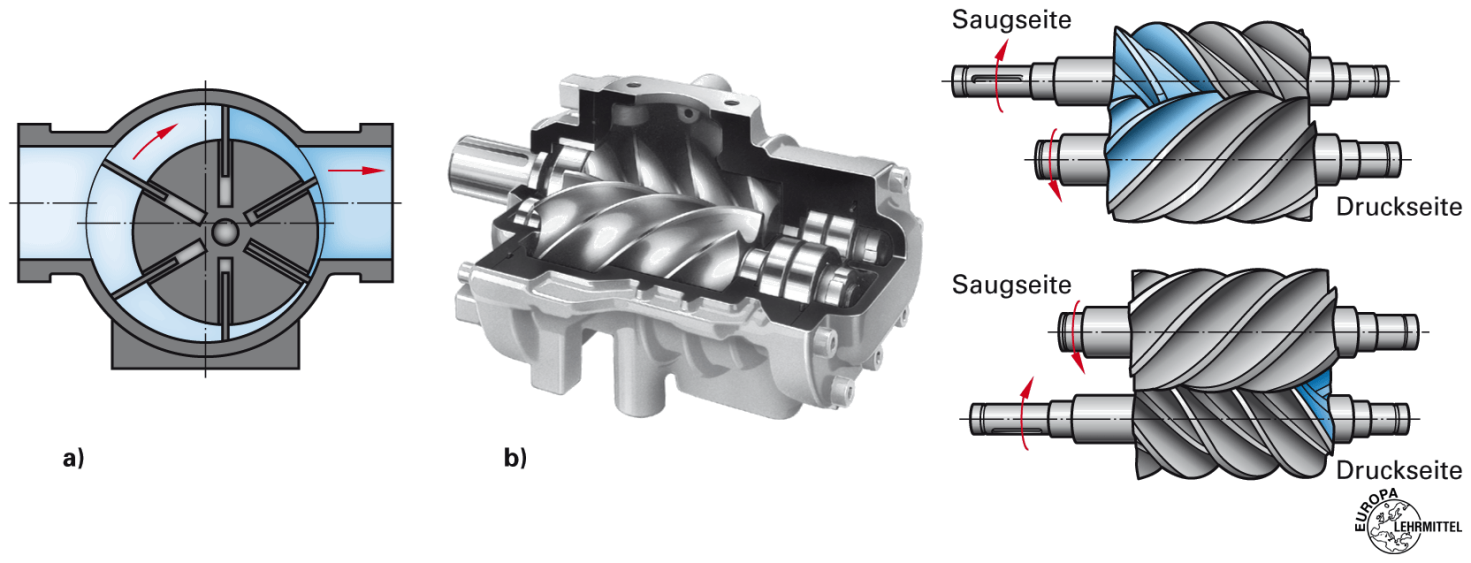 a)
b)
Saugseite
Druckseite
Saugseite
Druckseite
EUROPA
LEHRMITTEL